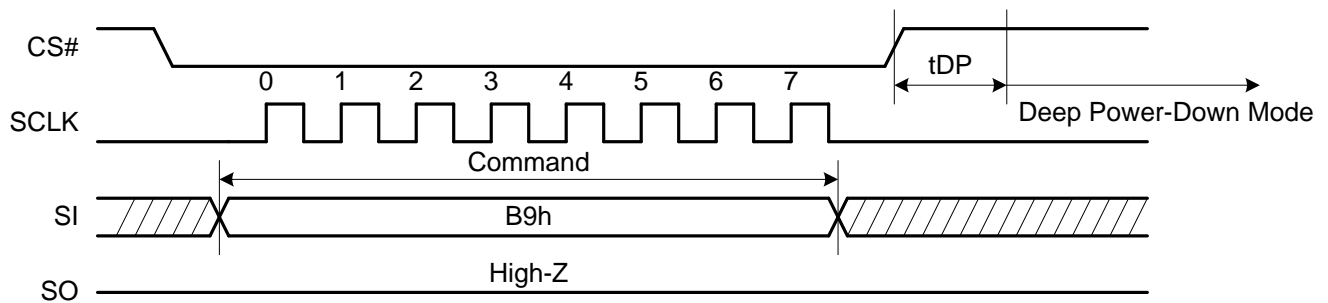 CS#
tDP
0 1 2 3 4 5 6 7
Deep Power-Down Mode
SCLK
Command
SI
B9h
High-Z
SO